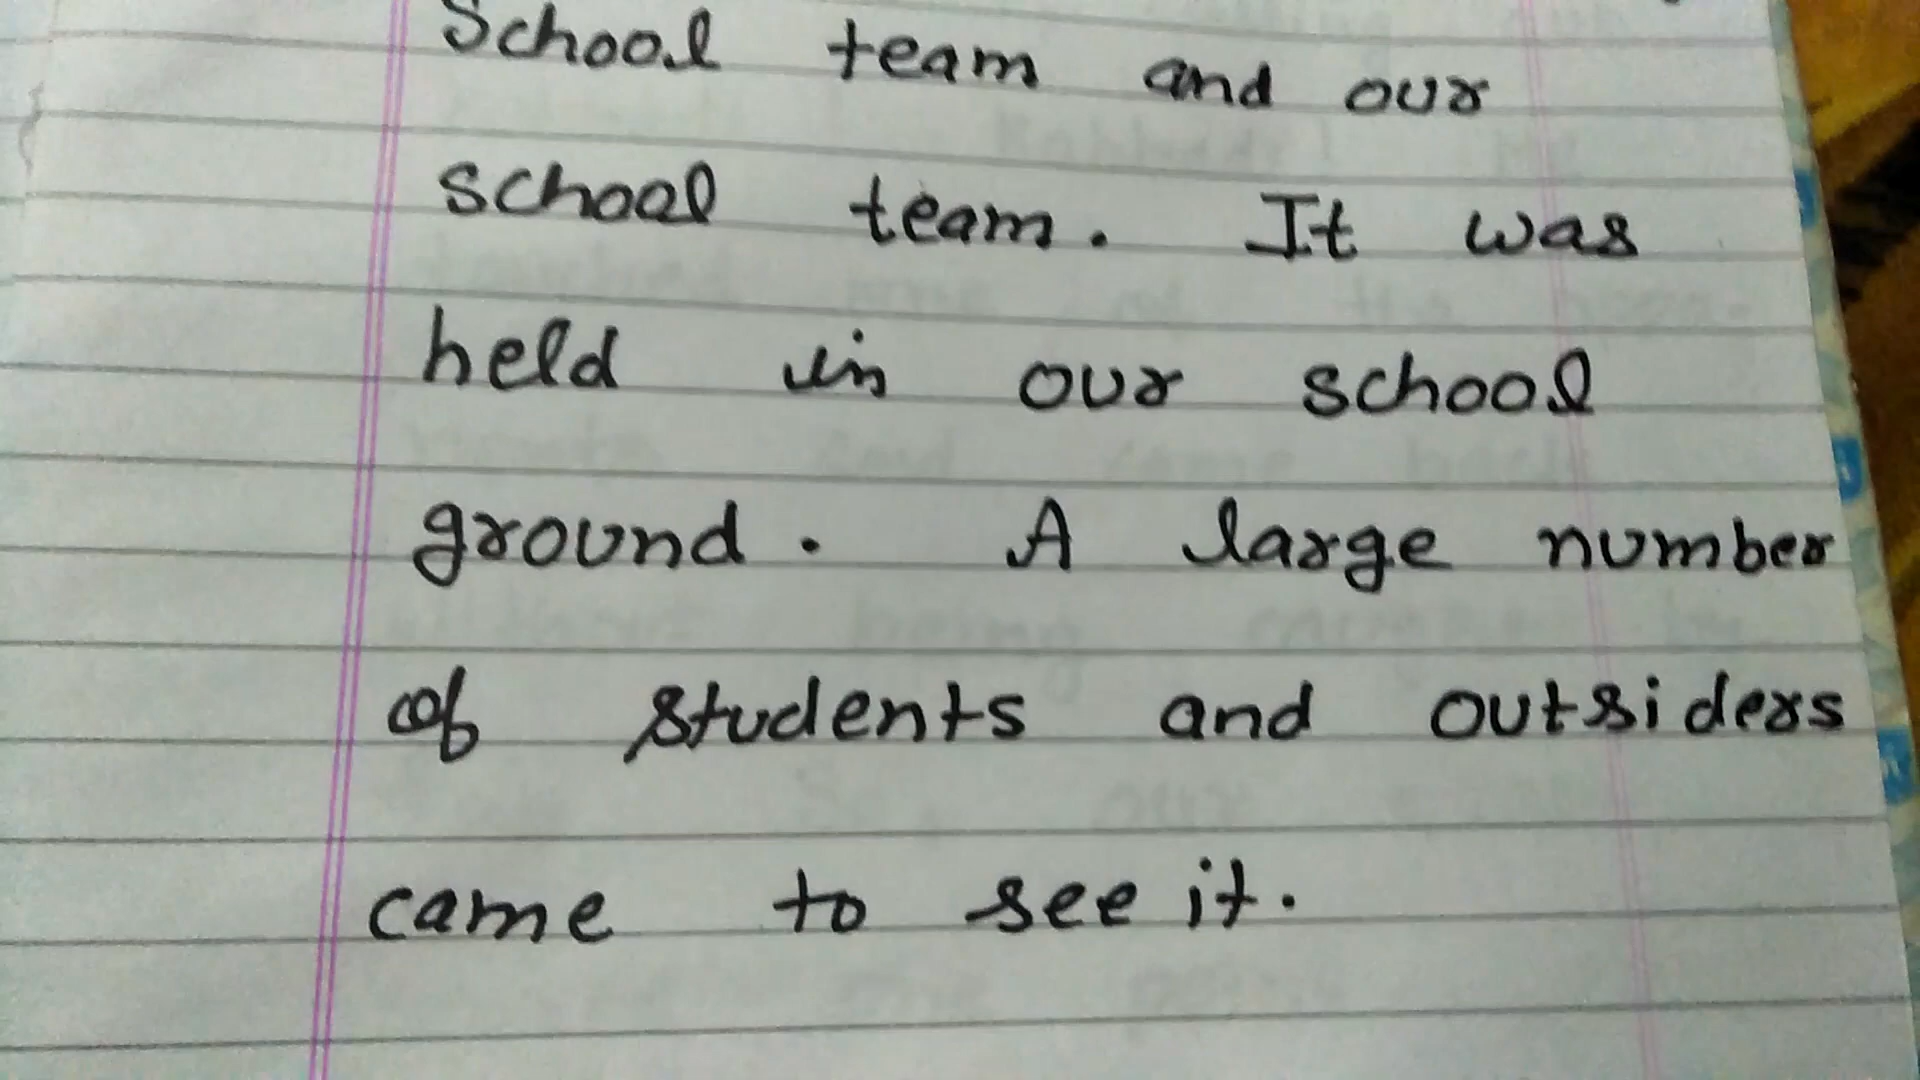 School team and our
school team. It was
held in our school
ground. A large number
of students and outsiders
came to see it.